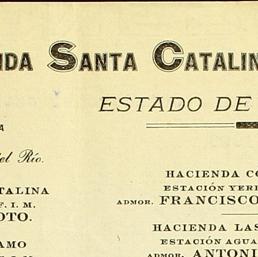 NDA SANTA CATALIN
ESTADO DE
A
del Río.
HACIENDA CO
ATALINA
ESTACIÓN YER
F. I. M.
ADMOR. FRANCISCO
OTO.
HACIENDA LAS
AMO
ESTACIÓN AGUA
ADMOR. ANTONI